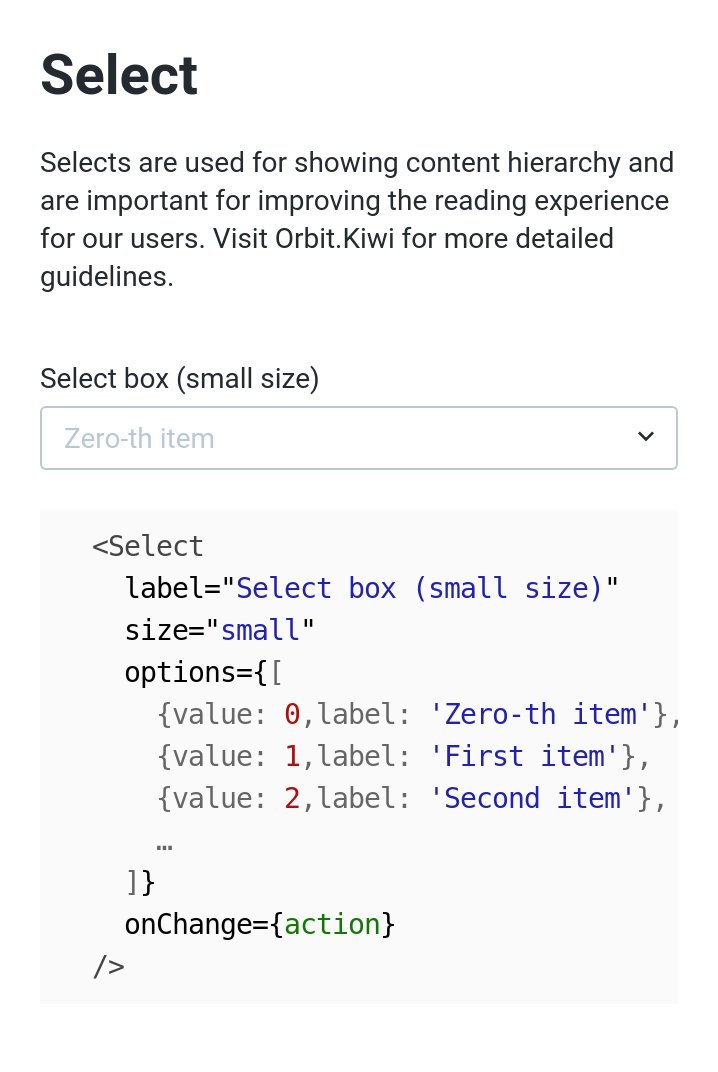 Select
Selects are used for showing content hierarchy and
are important for improving the reading experience
for our users. Visit Orbit.Kiwi for more detailed
guidelines.
Select box (small size)
Zero-th item
<Select
  label="Select box (small size)"
  size="small"
  options={[
    {value: 0,label: 'Zero-th item'},
    {value: 1,label: 'First item'},
    {value: 2,label: 'Second item'},
    …
  ]}
  onChange={action}
/>